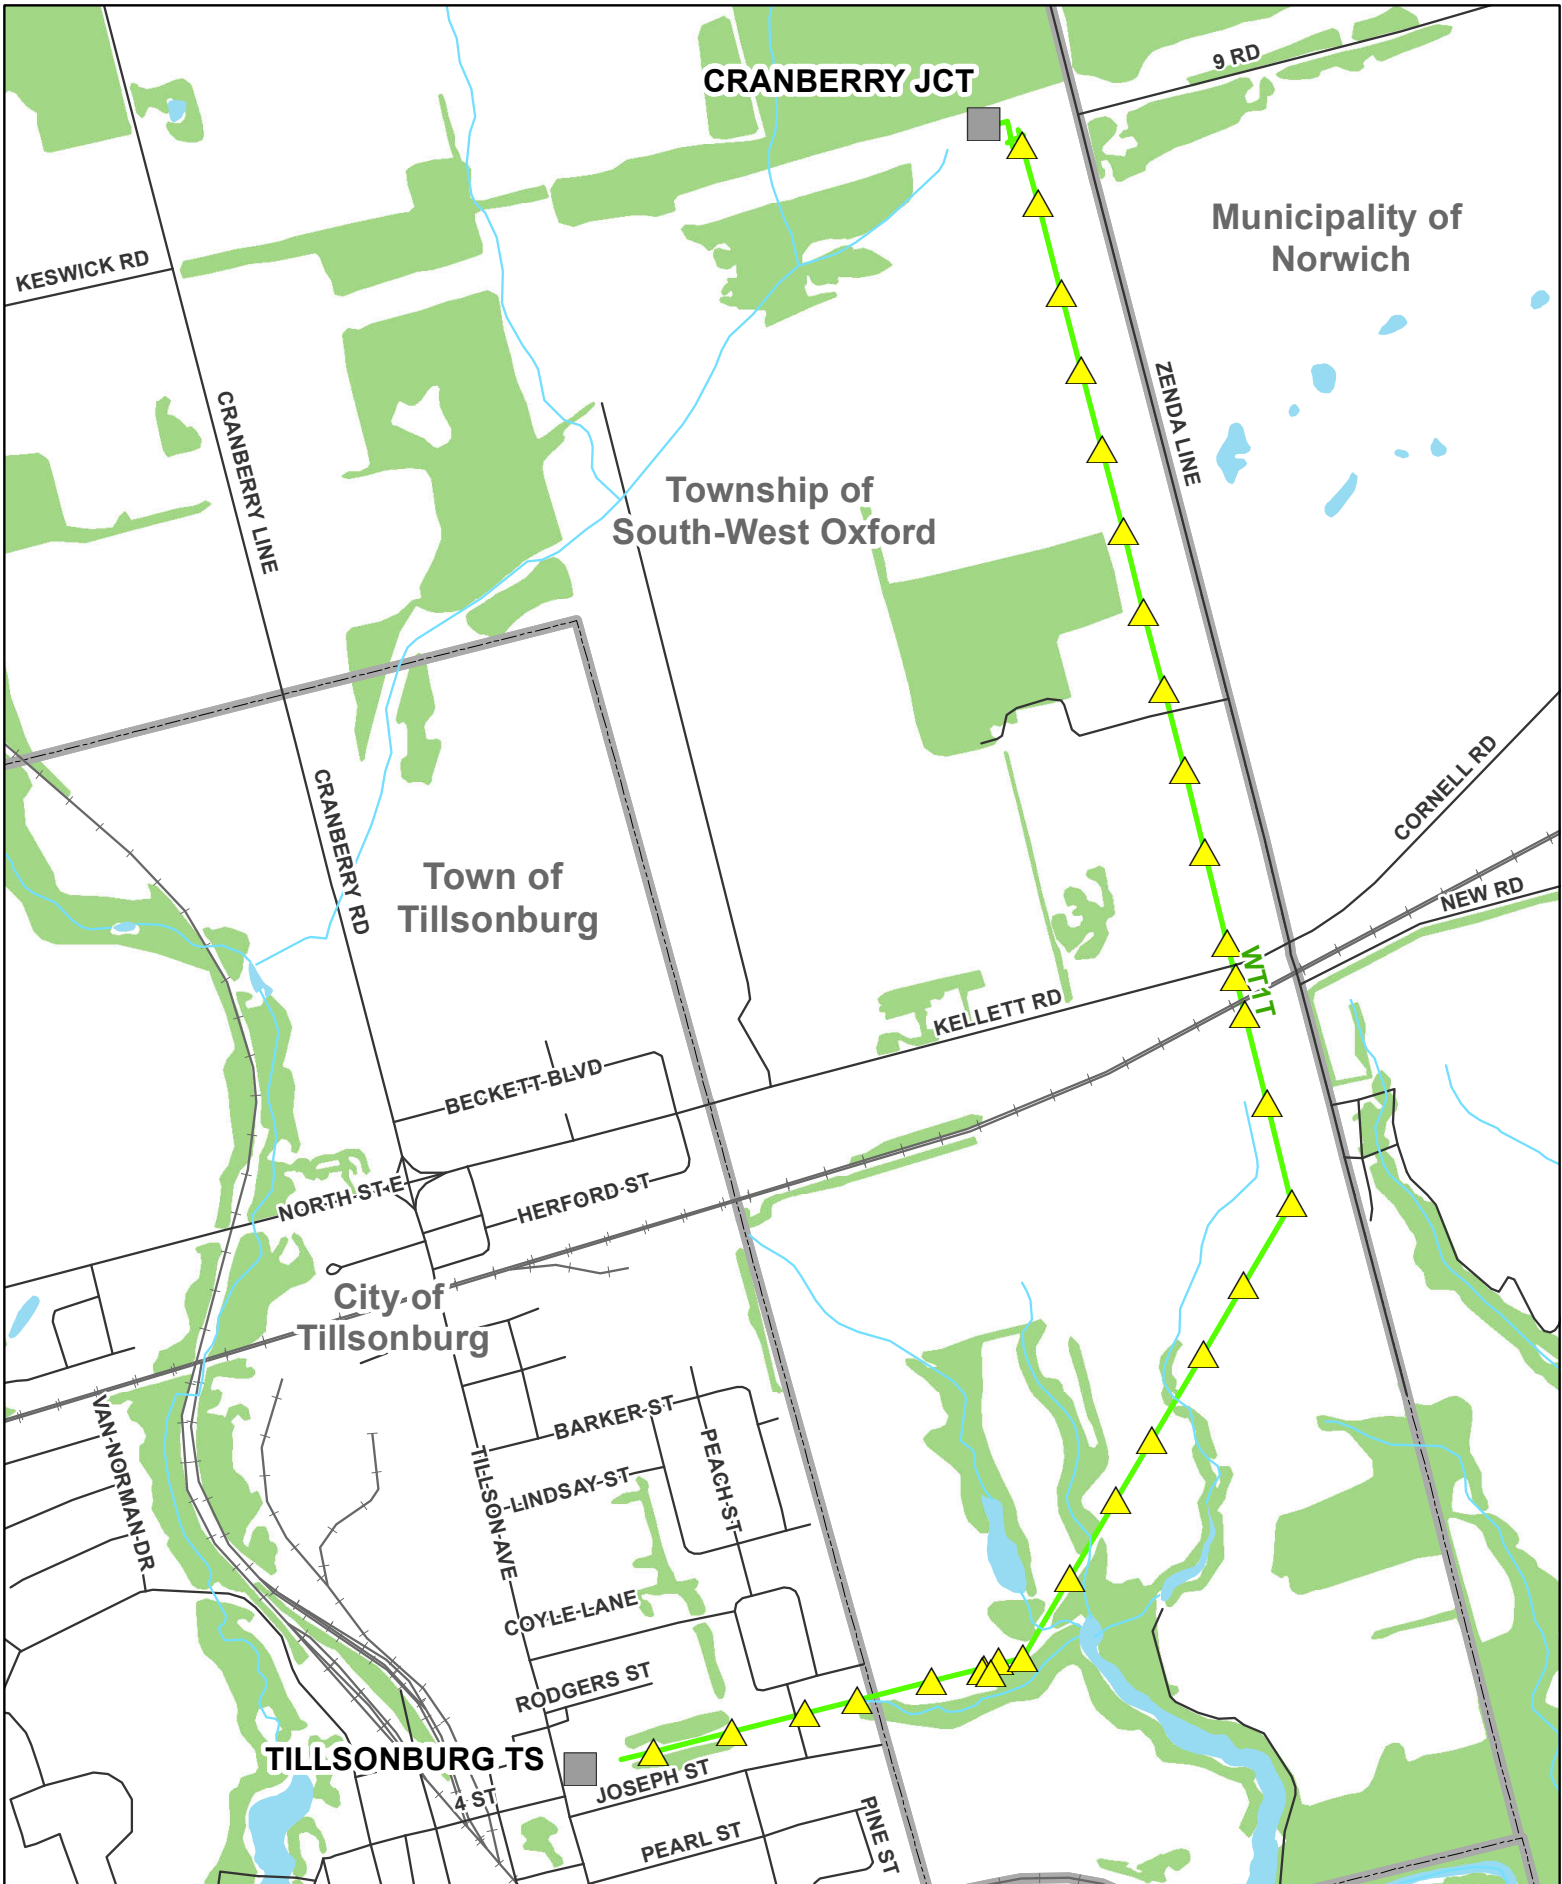 CRANBERRY JCT
9 RD
Municipality of
Norwich
KESWICK RD
CRANBERRY LINE
ZENDA LINE
Township of
South-West Oxford
CORNELL RD
CRANBERRY RD
Town of
Tillsonburg
NEW RD
WT1T
KELLETT RD
BECKETT BLVD
NORTH ST E
HERFORD ST
City of
Tillsonburg
VAN NORMAN DR
BARKER ST
PEACH ST
TILLSON AVE
LINDSAY ST
COYLE LANE
RODGERS ST
TILLSONBURG TS
JOSEPH ST
4 ST
PINE ST
PEARL ST